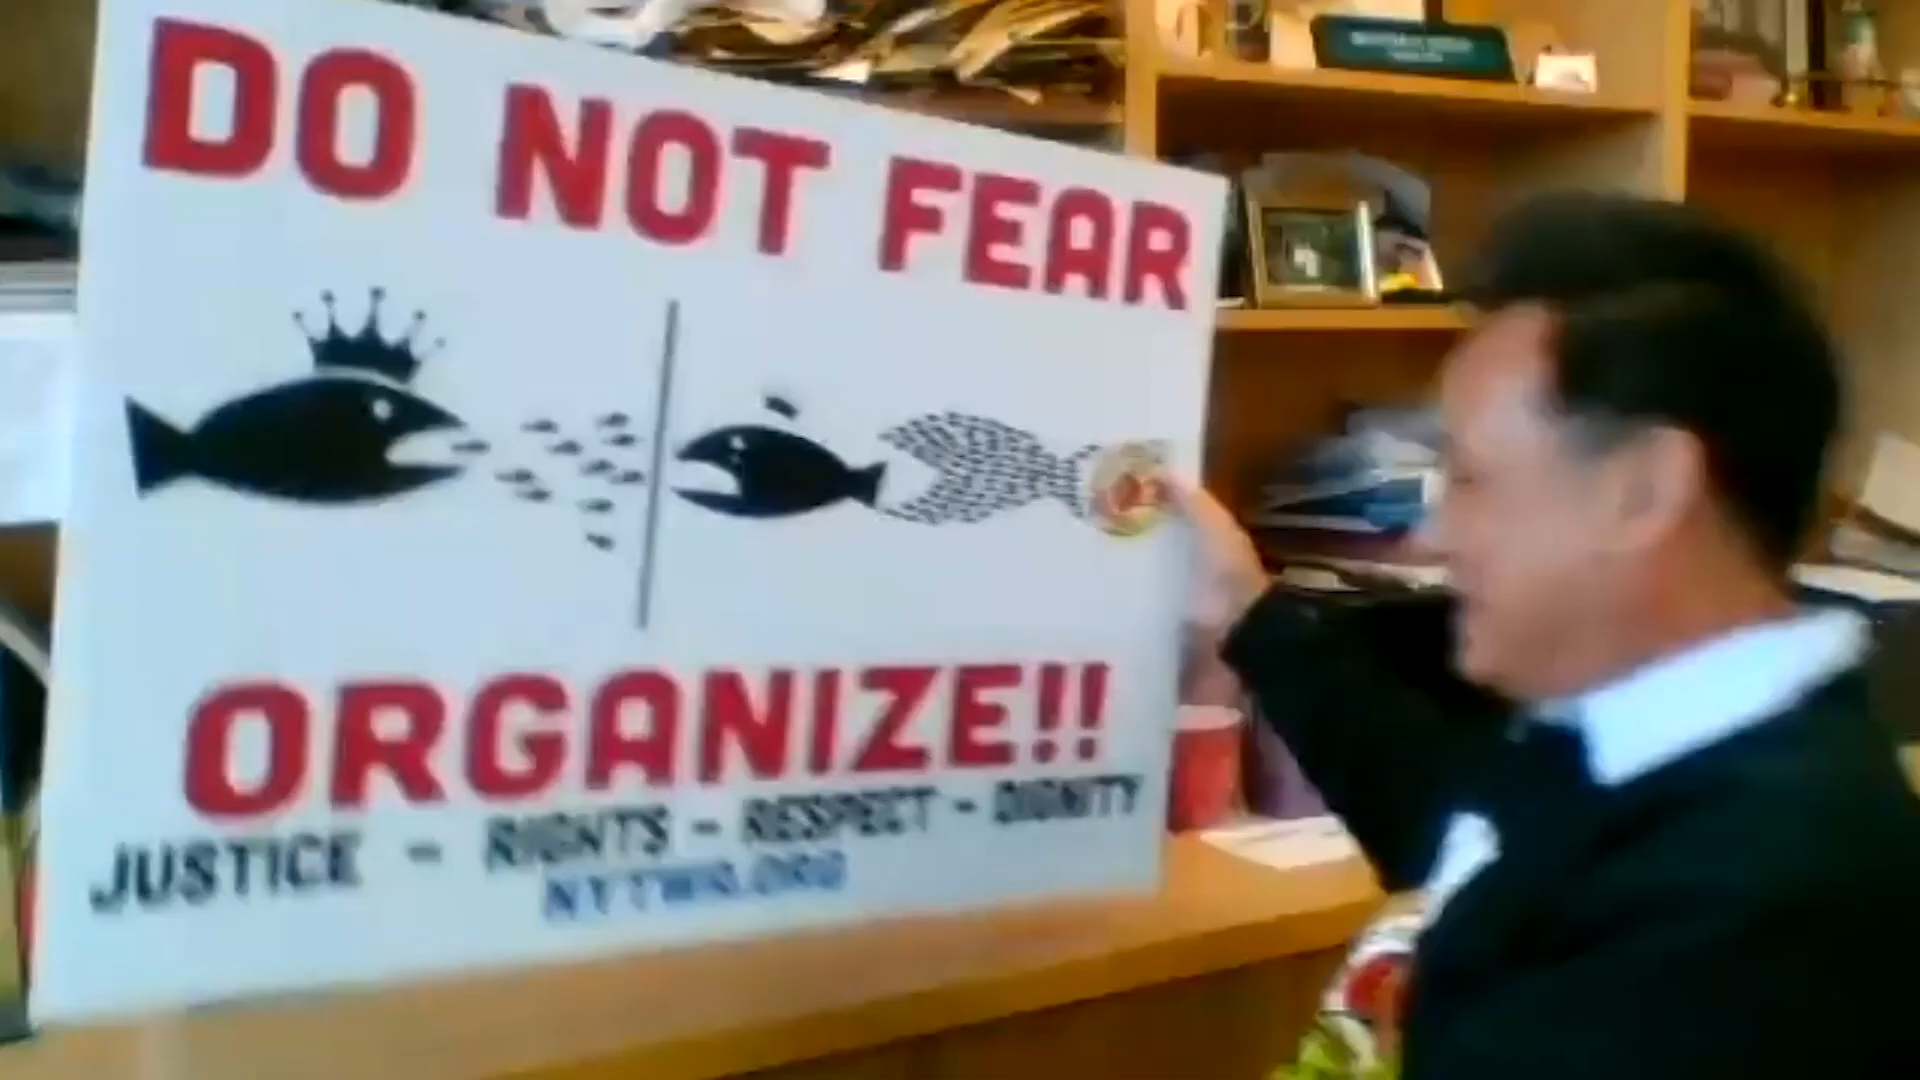 DO NOT FEAR
ORGANIZE!!
JUSTICE - RIGHTS - RESPECT - DIGNITY
NYTWA.ORG